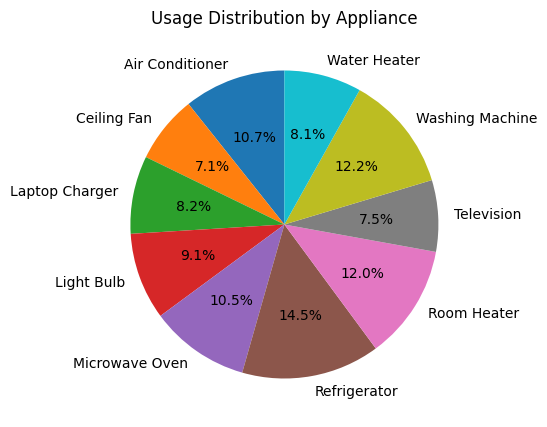 Usage Distribution by Appliance
Air Conditioner
10.7%
Ceiling Fan
7.1%
Laptop Charger
8.2%
Light Bulb
9.1%
Microwave Oven
10.5%
Refrigerator
14.5%
Room Heater
12.0%
Television
7.5%
Washing Machine
12.2%
Water Heater
8.1%